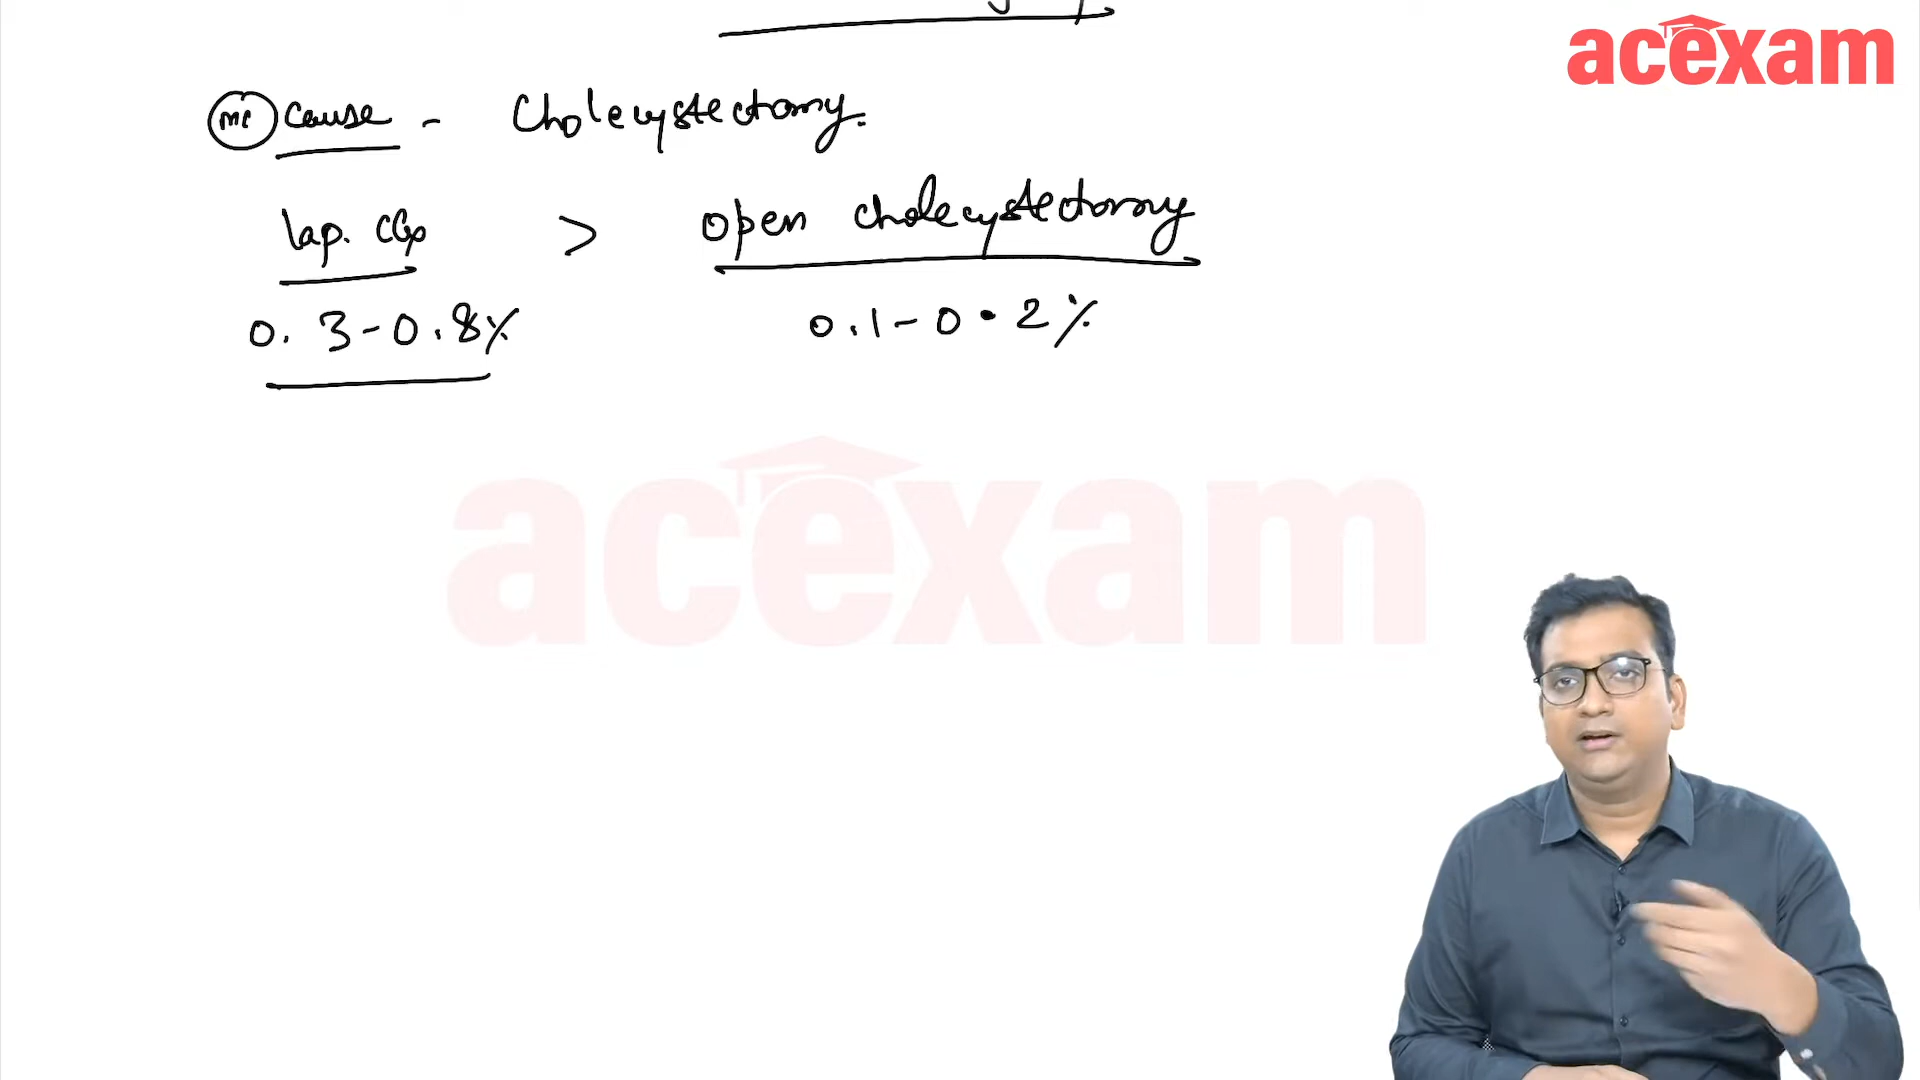 acexam
mc cause - Cholecystectomy.
lap. CCx > open cholecystectomy
0.3-0.8% 0.1-0.2%
acexam